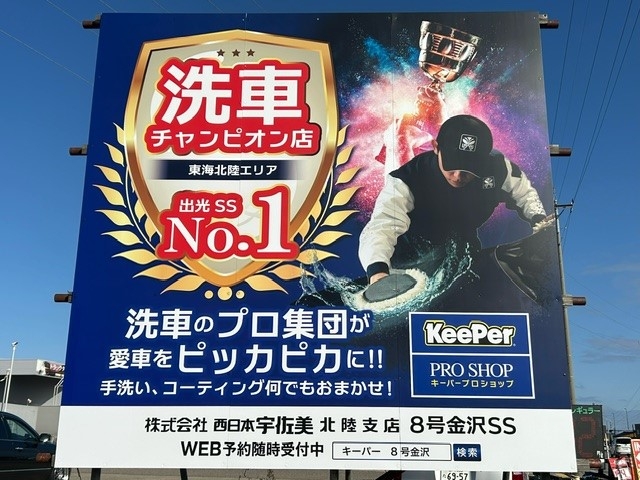 洗車
チャンピオン店
東海北陸エリア
出光 SS
No.1
洗車のプロ集団が
愛車をピッカピカに!!
手洗い、コーティング何でもおまかせ!
KeePer
PRO SHOP
キーパープロショップ
株式会社 西日本宇佐美 北陸支店 8号金沢SS
WEB予約随時受付中 キーパー 8号金沢 検索
69-57